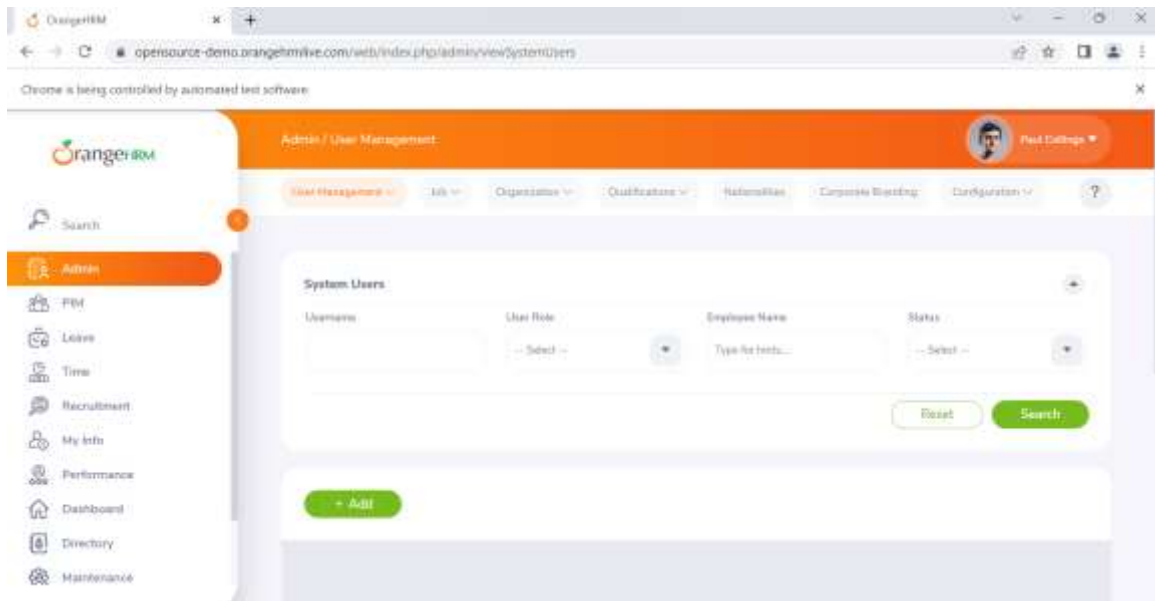 OrangeHRM
opensource-demo.orangehrmlive.com/web/index.php/admin/viewSystemUsers
Chrome is being controlled by automated test software.
OrangeHRM
Admin / User Management
Paul Collings
User Management
Job
Organization
Qualifications
Nationalities
Corporate Branding
Configuration
?
Search
Admin
PIM
Leave
Time
Recruitment
My Info
Performance
Dashboard
Directory
Maintenance
System Users
Username
User Role
Employee Name
Status
-- Select --
Type for hints...
-- Select --
Reset
Search
+ Add